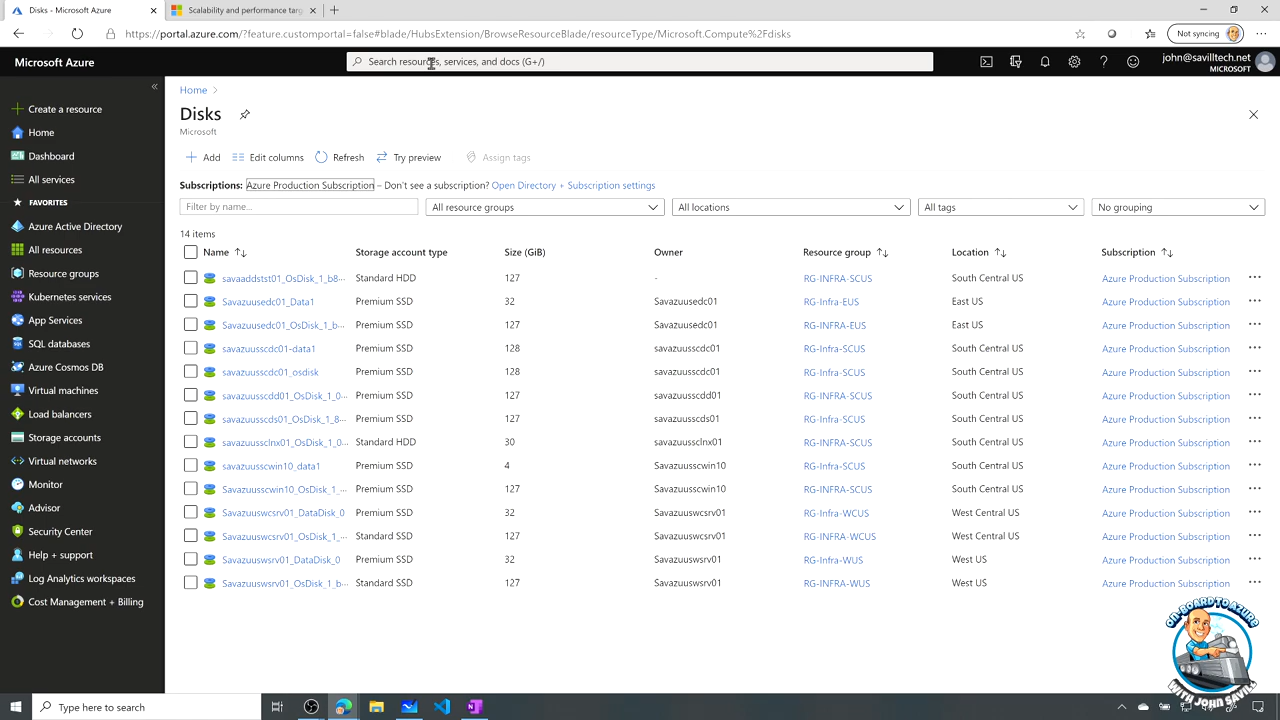 Disks - Microsoft Azure
Scalability and performance targ
https://portal.azure.com/?feature.customportal=false#blade/HubsExtension/BrowseResourceBlade/resourceType/Microsoft.Compute%2Fdisks
Not syncing
Microsoft Azure
Search resources, services, and docs (G+/)
john@savilltech.net
MICROSOFT
Create a resource
Home
Dashboard
All services
FAVORITES
Azure Active Directory
All resources
Resource groups
Kubernetes services
App Services
SQL databases
Azure Cosmos DB
Virtual machines
Load balancers
Storage accounts
Virtual networks
Monitor
Advisor
Security Center
Help + support
Log Analytics workspaces
Cost Management + Billing
Home
Disks
Microsoft
Add Edit columns Refresh Try preview Assign tags
Subscriptions: Azure Production Subscription – Don't see a subscription? Open Directory + Subscription settings
Filter by name... All resource groups All locations All tags No grouping
14 items
Name Storage account type Size (GiB) Owner Resource group Location Subscription
savaaddstst01_OsDisk_1_b8... Standard HDD 127 - RG-INFRA-SCUS South Central US Azure Production Subscription
Savazuusedc01_Data1 Premium SSD 32 Savazuusedc01 RG-Infra-EUS East US Azure Production Subscription
Savazuusedc01_OsDisk_1_b... Premium SSD 127 Savazuusedc01 RG-INFRA-EUS East US Azure Production Subscription
savazuusscdc01-data1 Premium SSD 128 savazuusscdc01 RG-Infra-SCUS South Central US Azure Production Subscription
savazuusscdc01_osdisk Premium SSD 128 savazuusscdc01 RG-Infra-SCUS South Central US Azure Production Subscription
savazuusscdd01_OsDisk_1_0... Premium SSD 127 savazuusscdd01 RG-INFRA-SCUS South Central US Azure Production Subscription
savazuusscds01_OsDisk_1_8... Premium SSD 127 savazuusscds01 RG-INFRA-SCUS South Central US Azure Production Subscription
savazuussclnx01_OsDisk_1_0... Standard HDD 30 savazuussclnx01 RG-INFRA-SCUS South Central US Azure Production Subscription
savazuusscwin10_data1 Premium SSD 4 Savazuusscwin10 RG-Infra-SCUS South Central US Azure Production Subscription
Savazuusscwin10_OsDisk_1_... Premium SSD 127 Savazuusscwin10 RG-INFRA-SCUS South Central US Azure Production Subscription
Savazuuswcsrv01_DataDisk_0 Premium SSD 32 Savazuuswcsrv01 RG-Infra-WCUS West Central US Azure Production Subscription
Savazuuswcsrv01_OsDisk_1_... Standard SSD 127 Savazuuswcsrv01 RG-INFRA-WCUS West Central US Azure Production Subscription
Savazuuswsrv01_DataDisk_0 Premium SSD 32 Savazuuswsrv01 RG-Infra-WUS West US Azure Production Subscription
Savazuuswsrv01_OsDisk_1_b... Standard SSD 127 Savazuuswsrv01 RG-INFRA-WUS West US Azure Production Subscription
ON-BOARD TO AZURE
WITH JOHN SAVILL
Type here to search